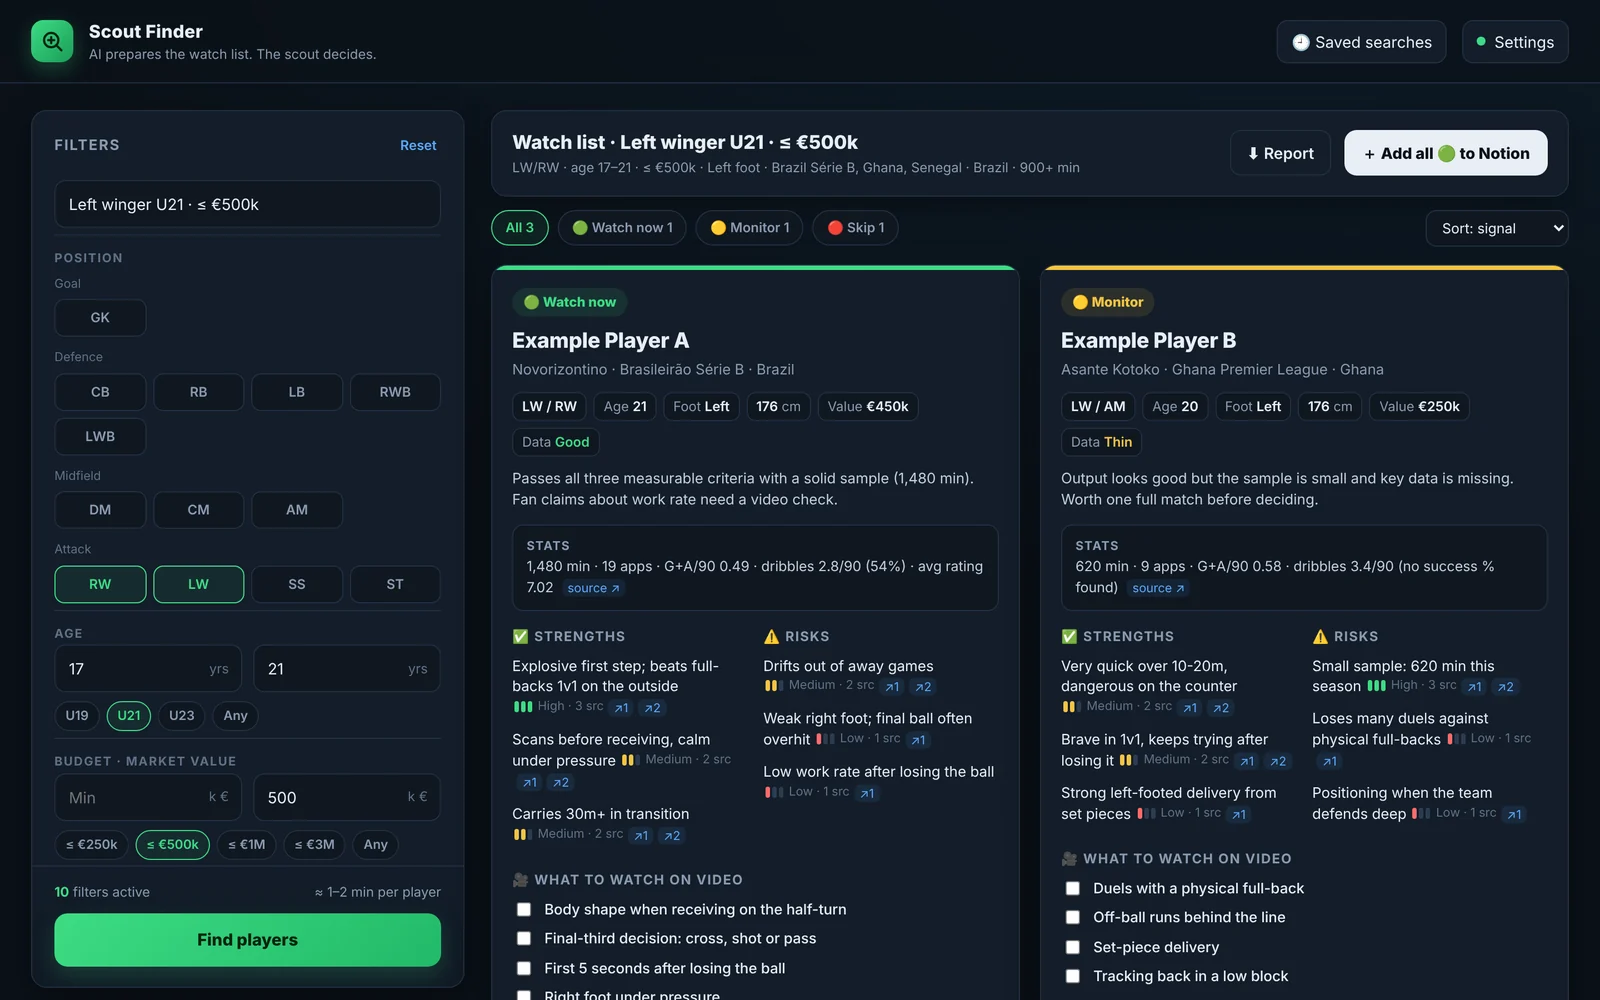 Scout Finder
AI prepares the watch list. The scout decides.
🕘 Saved searches
Settings
FILTERS
Reset
Left winger U21 · ≤ €500k
POSITION
Goal
GK
Defence
CB RB LB RWB
LWB
Midfield
DM CM AM
Attack
RW LW SS ST
AGE
17 yrs 21 yrs
U19 U21 U23 Any
BUDGET · MARKET VALUE
Min k € 500 k €
≤ €250k ≤ €500k ≤ €1M ≤ €3M Any
10 filters active ≈ 1–2 min per player
Find players
Watch list · Left winger U21 · ≤ €500k
LW/RW · age 17–21 · ≤ €500k · Left foot · Brazil Série B, Ghana, Senegal · Brazil · 900+ min
⬇ Report
+ Add all 🟢 to Notion
All 3 🟢 Watch now 1 🟡 Monitor 1 🔴 Skip 1
Sort: signal
🟢 Watch now
Example Player A
Novorizontino · Brasileirão Série B · Brazil
LW / RW Age 21 Foot Left 176 cm Value €450k
Data Good
Passes all three measurable criteria with a solid sample (1,480 min).
Fan claims about work rate need a video check.
STATS
1,480 min · 19 apps · G+A/90 0.49 · dribbles 2.8/90 (54%) · avg rating
7.02 source ↗
✅ STRENGTHS
Explosive first step; beats full-
backs 1v1 on the outside
High · 3 src ↗1 ↗2
Scans before receiving, calm
under pressure Medium · 2 src
↗1 ↗2
Carries 30m+ in transition
Medium · 2 src ↗1 ↗2
⚠️ RISKS
Drifts out of away games
Medium · 2 src ↗1 ↗2
Weak right foot; final ball often
overhit Low · 1 src ↗1
Low work rate after losing the ball
Low · 1 src ↗1
🎥 WHAT TO WATCH ON VIDEO
Body shape when receiving on the half-turn
Final-third decision: cross, shot or pass
First 5 seconds after losing the ball
Right foot under pressure
🟡 Monitor
Example Player B
Asante Kotoko · Ghana Premier League · Ghana
LW / AM Age 20 Foot Left 176 cm Value €250k
Data Thin
Output looks good but the sample is small and key data is missing.
Worth one full match before deciding.
STATS
620 min · 9 apps · G+A/90 0.58 · dribbles 3.4/90 (no success %
found) source ↗
✅ STRENGTHS
Very quick over 10-20m,
dangerous on the counter
Medium · 2 src ↗1 ↗2
Brave in 1v1, keeps trying after
losing it Medium · 2 src ↗1 ↗2
Strong left-footed delivery from
set pieces Low · 1 src ↗1
⚠️ RISKS
Small sample: 620 min this
season High · 3 src ↗1 ↗2
Loses many duels against
physical full-backs Low · 1 src
↗1
Positioning when the team
defends deep Low · 1 src ↗1
🎥 WHAT TO WATCH ON VIDEO
Duels with a physical full-back
Off-ball runs behind the line
Set-piece delivery
Tracking back in a low block